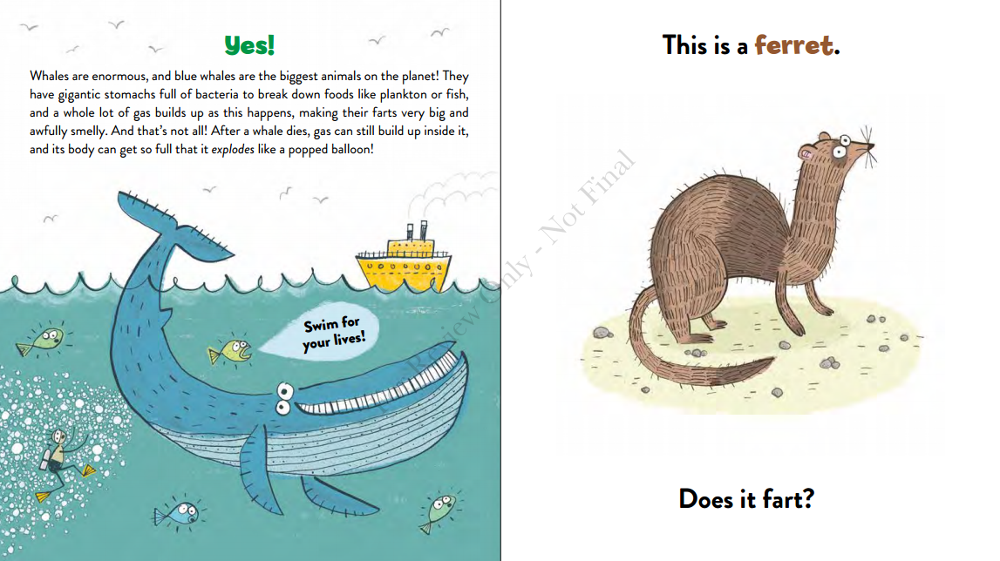 Yes!
Whales are enormous, and blue whales are the biggest animals on the planet! They
have gigantic stomachs full of bacteria to break down foods like plankton or fish,
and a whole lot of gas builds up as this happens, making their farts very big and
awfully smelly. And that’s not all! After a whale dies, gas can still build up inside it,
and its body can get so full that it explodes like a popped balloon!
Swim for
your lives!
This is a ferret.
Does it fart?
Review Only - Not Final